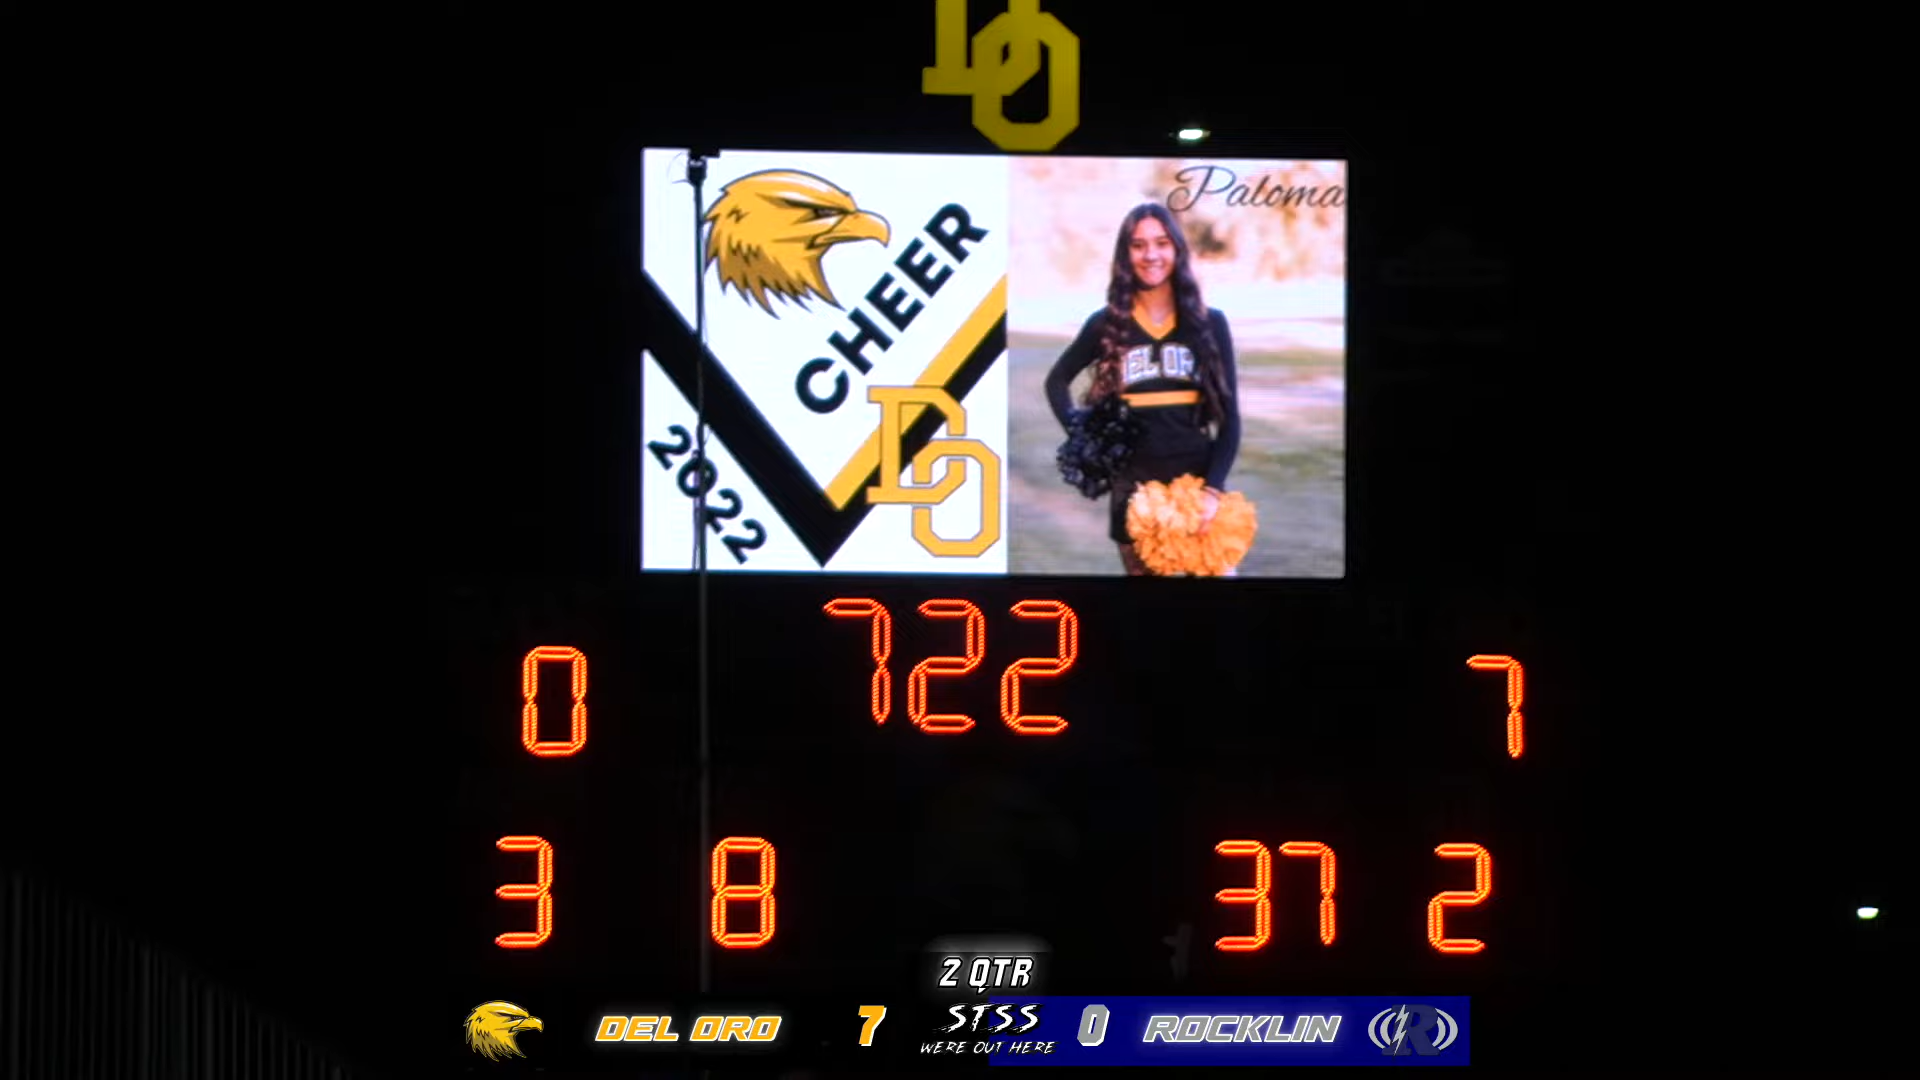 DO
Paloma
CHEER
DO
2022
DEL ORO
722
0
7
3 8 37 2
2 QTR
DEL ORO 7 STSS 0 ROCKLIN R
WE'RE OUT HERE